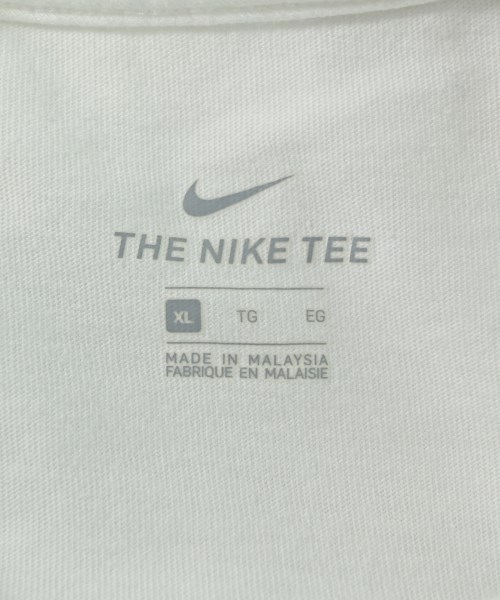 THE NIKE TEE
XL TG EG
MADE IN MALAYSIA
FABRIQUE EN MALAISIE